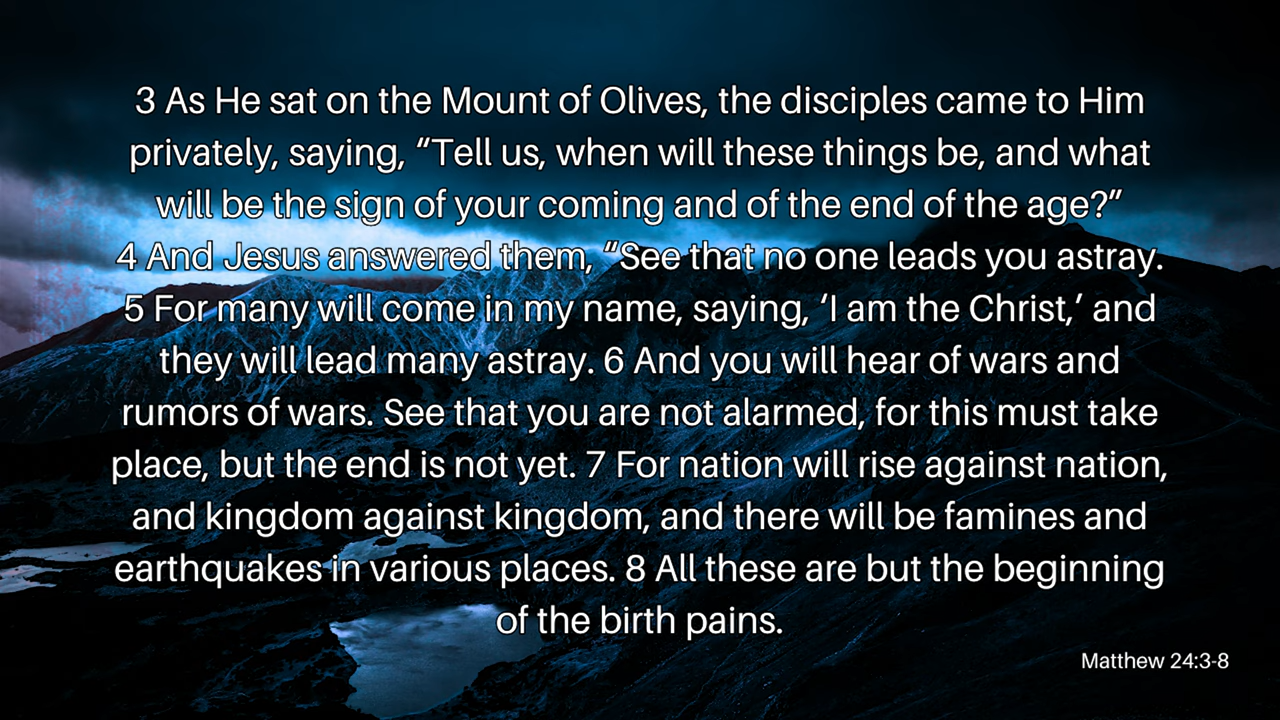 3 As He sat on the Mount of Olives, the disciples came to Him
privately, saying, “Tell us, when will these things be, and what
will be the sign of your coming and of the end of the age?”
4 And Jesus answered them, “See that no one leads you astray.
5 For many will come in my name, saying, ‘I am the Christ,’ and
they will lead many astray. 6 And you will hear of wars and
rumors of wars. See that you are not alarmed, for this must take
place, but the end is not yet. 7 For nation will rise against nation,
and kingdom against kingdom, and there will be famines and
earthquakes in various places. 8 All these are but the beginning
of the birth pains.
Matthew 24:3-8